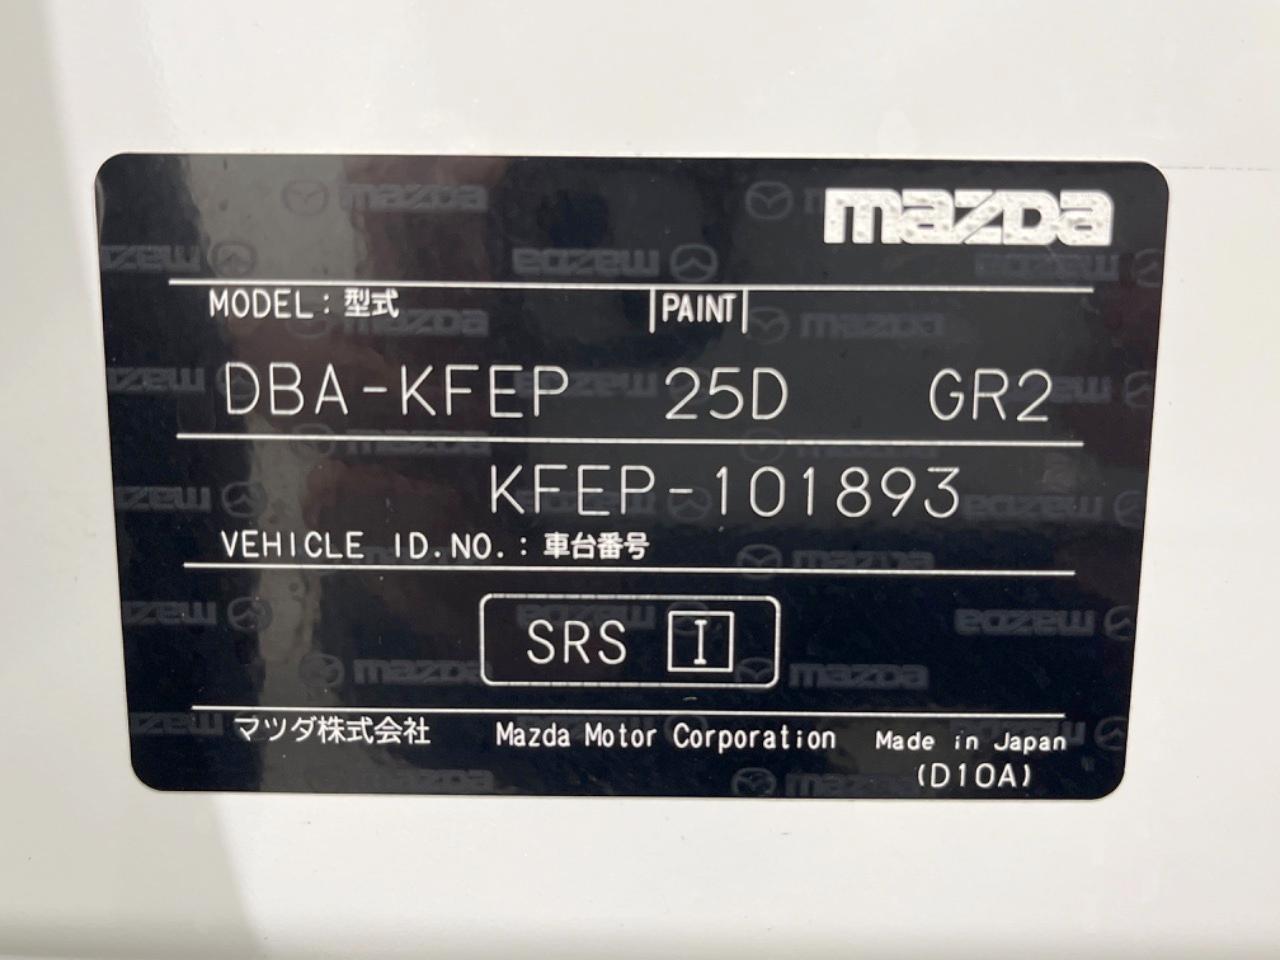 mazDa
MODEL: 型式 PAINT
DBA-KFEP 25D GR2
KFEP-101893
VEHICLE ID.NO.: 車台番号
SRS I
マツダ株式会社 Mazda Motor Corporation Made in Japan
(D10A)